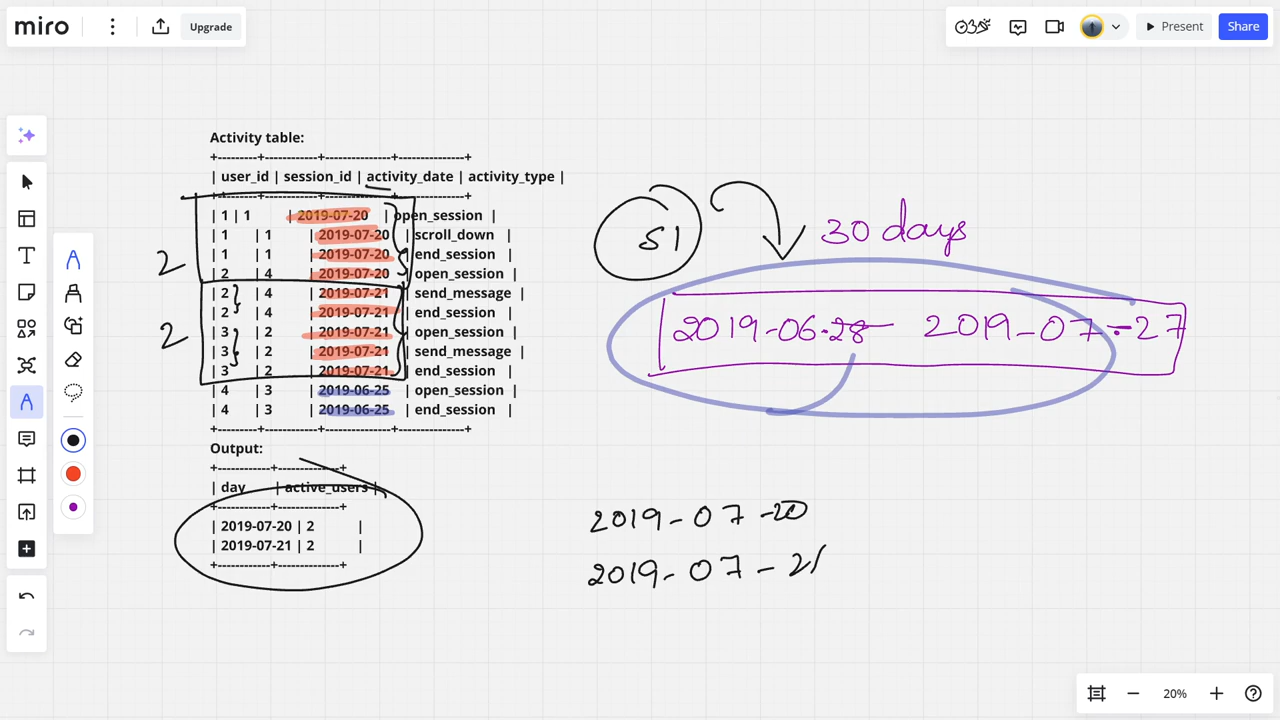 miro
Upgrade
Present
Share
Activity table:
+---------+------------+---------------+---------------+
| user_id | session_id | activity_date | activity_type |
+---------+------------+---------------+---------------+
| 1 | 1 | 2019-07-20 | open_session |
| 1 | 1 | 2019-07-20 | scroll_down |
| 1 | 1 | 2019-07-20 | end_session |
| 2 | 4 | 2019-07-20 | open_session |
| 2 | 4 | 2019-07-21 | send_message |
| 2 | 4 | 2019-07-21 | end_session |
| 3 | 2 | 2019-07-21 | open_session |
| 3 | 2 | 2019-07-21 | send_message |
| 3 | 2 | 2019-07-21 | end_session |
| 4 | 3 | 2019-06-25 | open_session |
| 4 | 3 | 2019-06-25 | end_session |
+---------+------------+---------------+---------------+
Output:
+------------+--------------+
| day | active_users |
+------------+--------------+
| 2019-07-20 | 2 |
| 2019-07-21 | 2 |
+------------+--------------+
2
2
51
30 days
2019-06-28 2019-07-27
2019-07-20
2019-07-21
20%